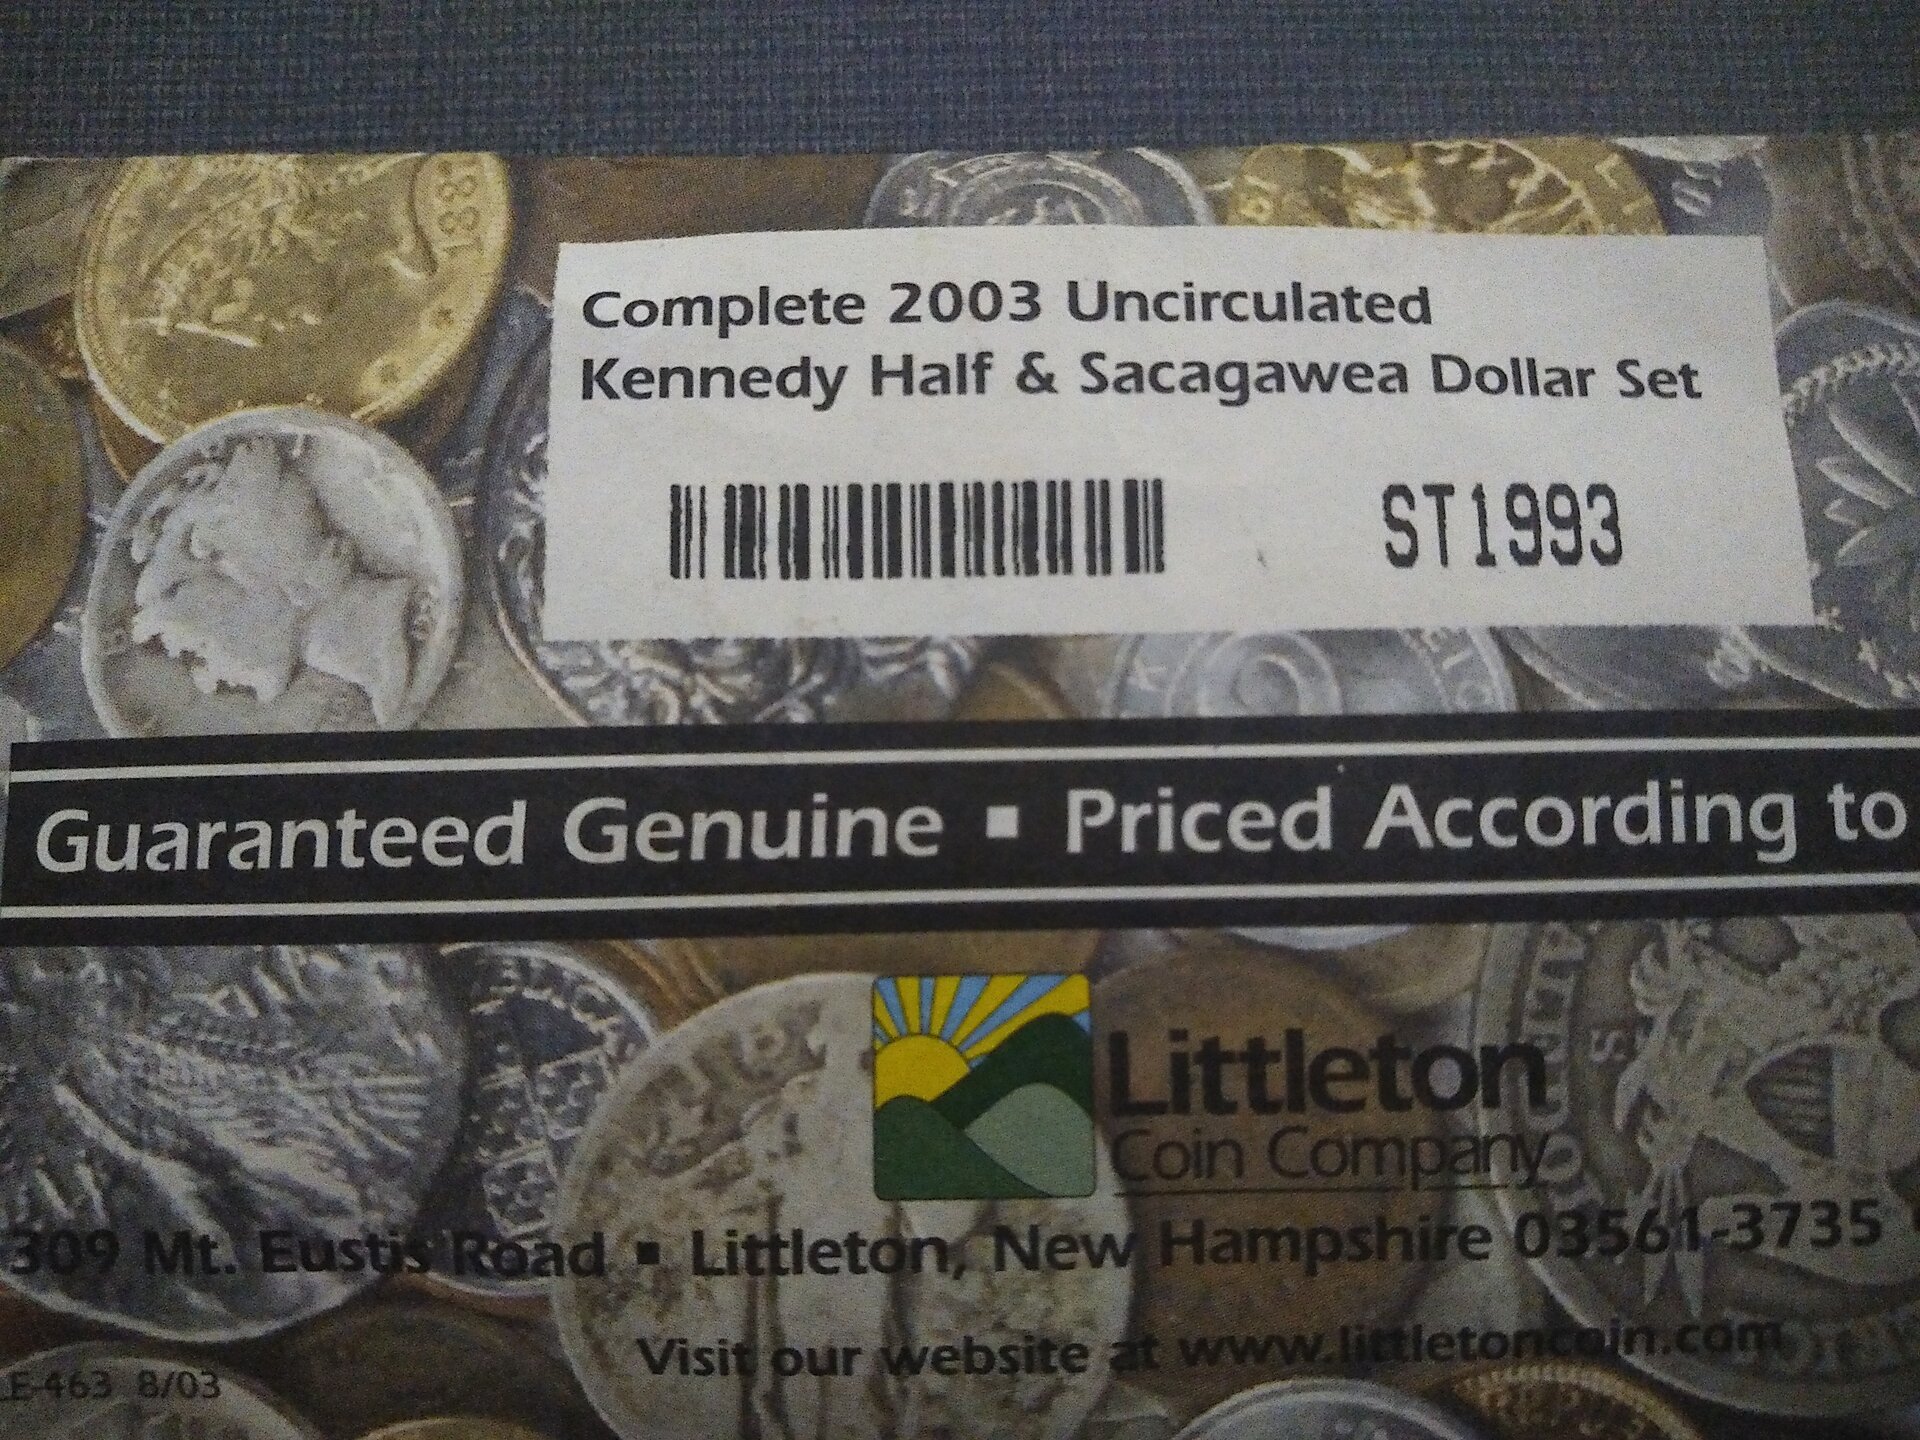 1881
Complete 2003 Uncirculated
Kennedy Half & Sacagawea Dollar Set
ST1993
Guaranteed Genuine ▪ Priced According to
Littleton
Coin Company
309 Mt. Eustis Road ▪ Littleton, New Hampshire 03561-3735
Visit our website at www.littletoncoin.com
E-463 8/03